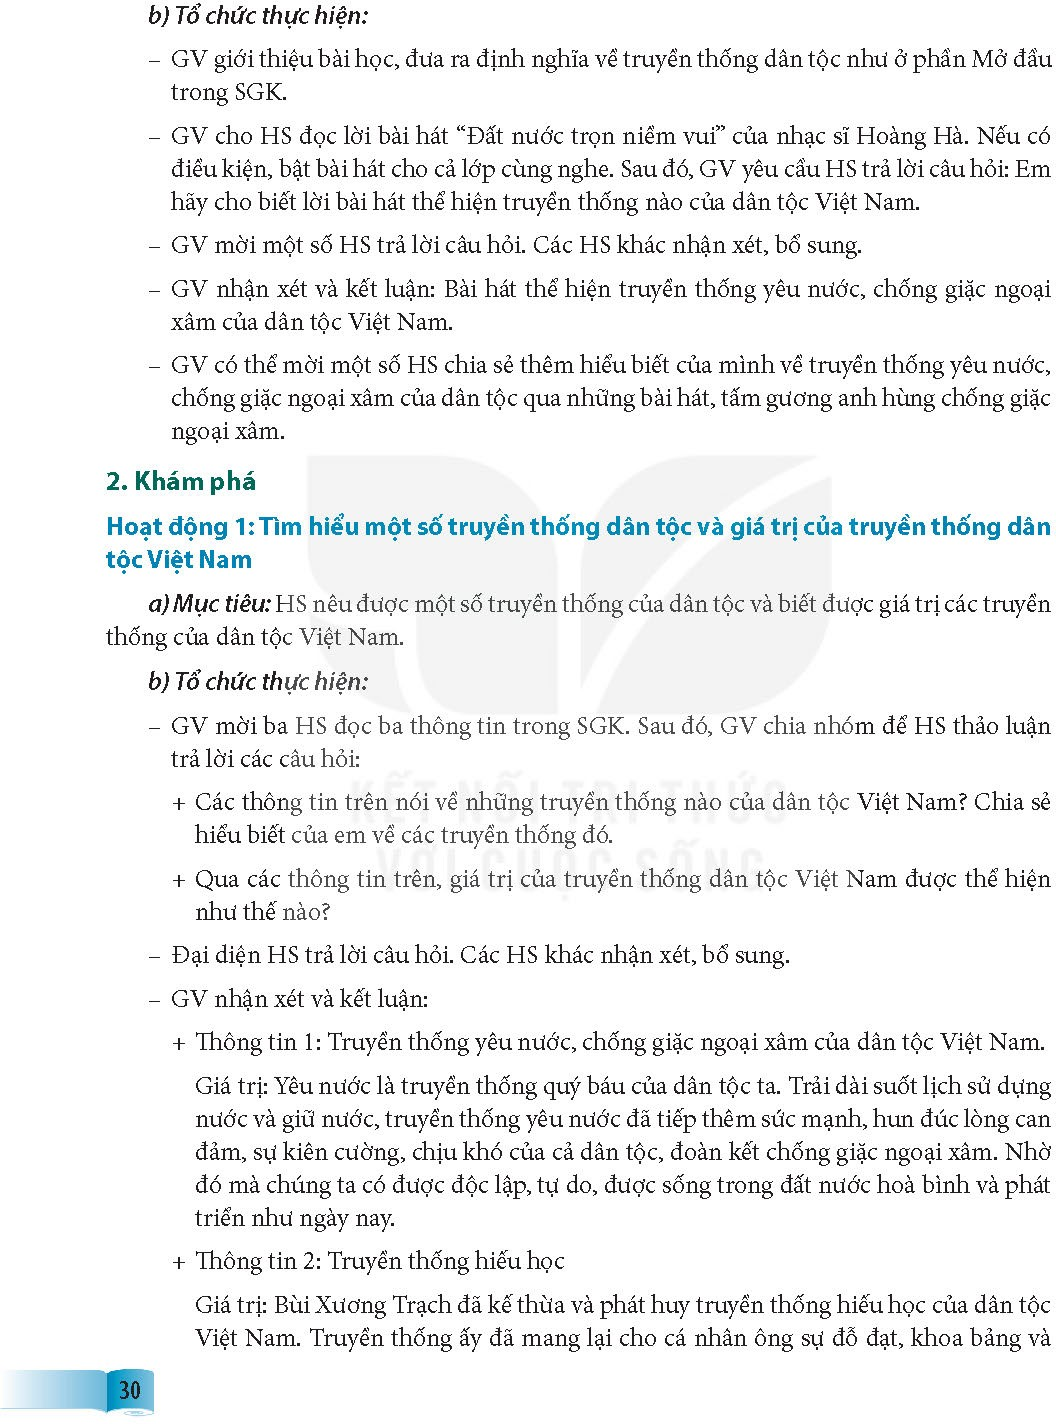 b) Tổ chức thực hiện:
– GV giới thiệu bài học, đưa ra định nghĩa về truyền thống dân tộc như ở phần Mở đầu
trong SGK.
– GV cho HS đọc lời bài hát “Đất nước trọn niềm vui” của nhạc sĩ Hoàng Hà. Nếu có
điều kiện, bật bài hát cho cả lớp cùng nghe. Sau đó, GV yêu cầu HS trả lời câu hỏi: Em
hãy cho biết lời bài hát thể hiện truyền thống nào của dân tộc Việt Nam.
– GV mời một số HS trả lời câu hỏi. Các HS khác nhận xét, bổ sung.
– GV nhận xét và kết luận: Bài hát thể hiện truyền thống yêu nước, chống giặc ngoại
xâm của dân tộc Việt Nam.
– GV có thể mời một số HS chia sẻ thêm hiểu biết của mình về truyền thống yêu nước,
chống giặc ngoại xâm của dân tộc qua những bài hát, tấm gương anh hùng chống giặc
ngoại xâm.
2. Khám phá
Hoạt động 1: Tìm hiểu một số truyền thống dân tộc và giá trị của truyền thống dân
tộc Việt Nam
a) Mục tiêu: HS nêu được một số truyền thống của dân tộc và biết được giá trị các truyền
thống của dân tộc Việt Nam.
b) Tổ chức thực hiện:
– GV mời ba HS đọc ba thông tin trong SGK. Sau đó, GV chia nhóm để HS thảo luận
trả lời các câu hỏi:
KẾT NỐI TRI THỨC
+ Các thông tin trên nói về những truyền thống nào của dân tộc Việt Nam? Chia sẻ
hiểu biết của em về các truyền thống đó.
VỚI CUỘC SỐNG
+ Qua các thông tin trên, giá trị của truyền thống dân tộc Việt Nam được thể hiện
như thế nào?
– Đại diện HS trả lời câu hỏi. Các HS khác nhận xét, bổ sung.
– GV nhận xét và kết luận:
+ Thông tin 1: Truyền thống yêu nước, chống giặc ngoại xâm của dân tộc Việt Nam.
Giá trị: Yêu nước là truyền thống quý báu của dân tộc ta. Trải dài suốt lịch sử dựng
nước và giữ nước, truyền thống yêu nước đã tiếp thêm sức mạnh, hun đúc lòng can
đảm, sự kiên cường, chịu khó của cả dân tộc, đoàn kết chống giặc ngoại xâm. Nhờ
đó mà chúng ta có được độc lập, tự do, được sống trong đất nước hoà bình và phát
triển như ngày nay.
+ Thông tin 2: Truyền thống hiếu học
Giá trị: Bùi Xương Trạch đã kế thừa và phát huy truyền thống hiếu học của dân tộc
Việt Nam. Truyền thống ấy đã mang lại cho cá nhân ông sự đỗ đạt, khoa bảng và
30